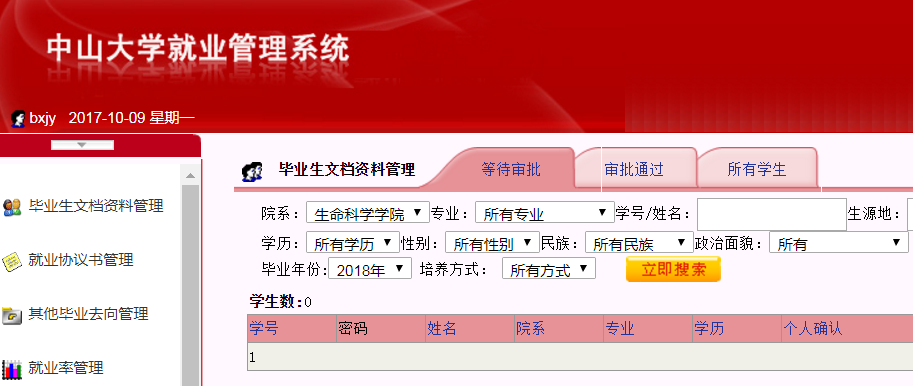 中山大学就业管理系统
bxjy 2017-10-09 星期一
毕业生文档资料管理
就业协议书管理
其他毕业去向管理
就业率管理
毕业生文档资料管理 等待审批 审批通过 所有学生
院系： 生命科学学院 专业： 所有专业 学号/姓名： 生源地：
学历： 所有学历 性别： 所有性别 民族： 所有民族 政治面貌： 所有
毕业年份: 2018年 培养方式： 所有方式 立即搜索
学生数:0
学号 密码 姓名 院系 专业 学历 个人确认
1